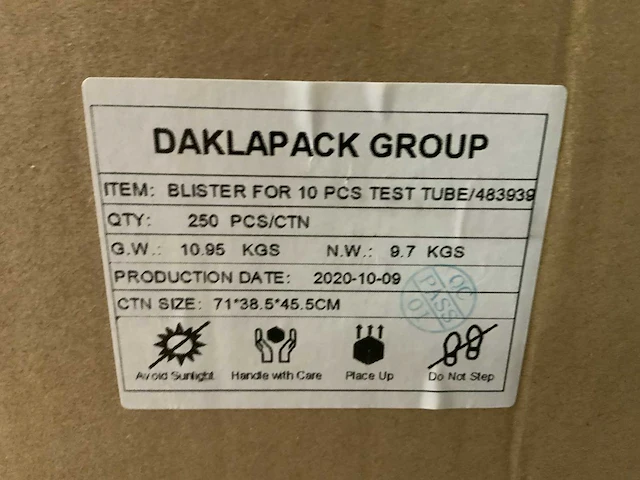 DAKLAPACK GROUP
ITEM: BLISTER FOR 10 PCS TEST TUBE/483939
QTY: 250 PCS/CTN
G.W.: 10.95 KGS N.W.: 9.7 KGS
PRODUCTION DATE: 2020-10-09
CTN SIZE: 71*38.5*45.5CM
QC
PASS
01
Avoid Sunlight Handle with Care Place Up Do Not Step